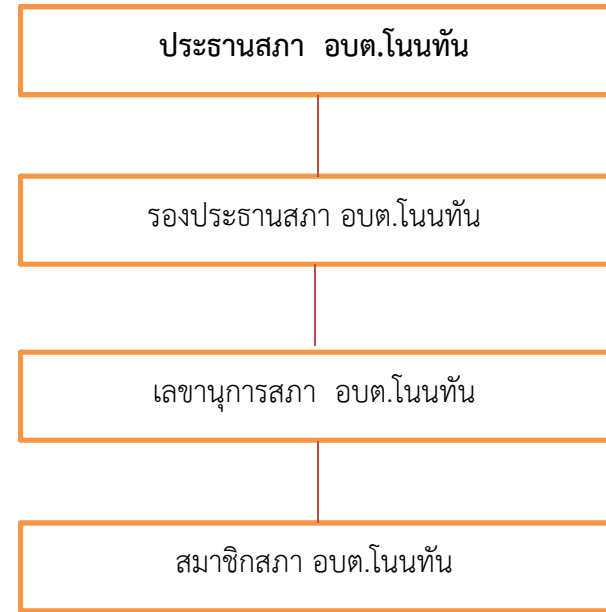 ประธานสภา อบต.โนนทัน
รองประธานสภา อบต.โนนทัน
เลขานุการสภา อบต.โนนทัน
สมาชิกสภา อบต.โนนทัน